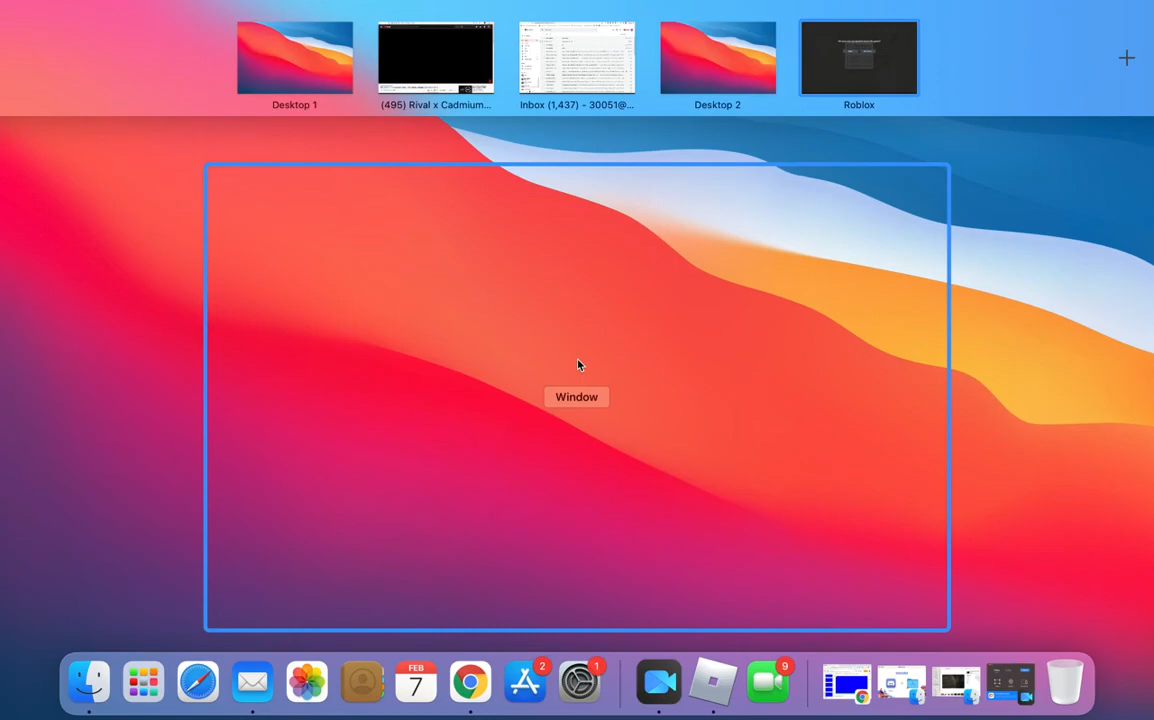 Desktop 1
(495) Rival x Cadmium...
Inbox (1,437) - 30051@...
Desktop 2
Roblox
Window
FEB
7
2
1
9